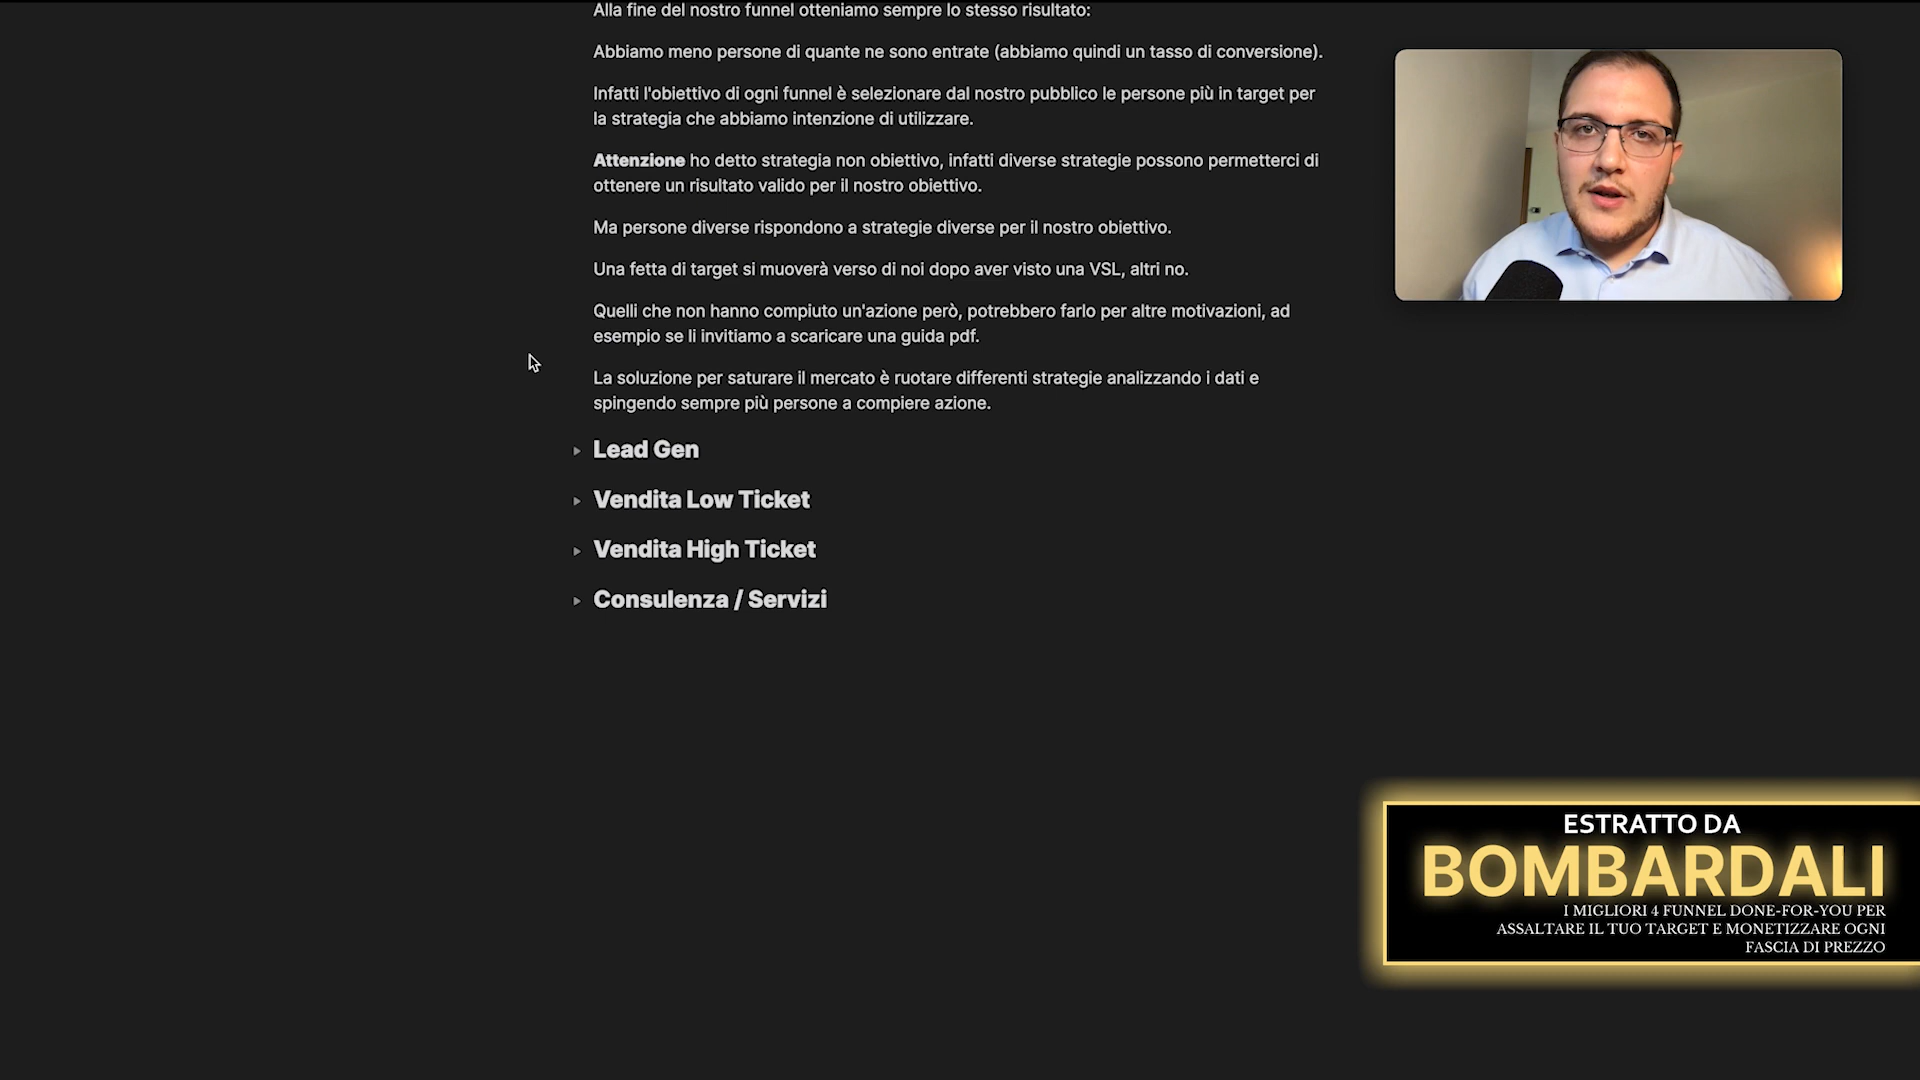 Alla fine del nostro funnel otteniamo sempre lo stesso risultato:
Abbiamo meno persone di quante ne sono entrate (abbiamo quindi un tasso di conversione).
Infatti l'obiettivo di ogni funnel è selezionare dal nostro pubblico le persone più in target per
la strategia che abbiamo intenzione di utilizzare.
Attenzione ho detto strategia non obiettivo, infatti diverse strategie possono permetterci di
ottenere un risultato valido per il nostro obiettivo.
Ma persone diverse rispondono a strategie diverse per il nostro obiettivo.
Una fetta di target si muoverà verso di noi dopo aver visto una VSL, altri no.
Quelli che non hanno compiuto un'azione però, potrebbero farlo per altre motivazioni, ad
esempio se li invitiamo a scaricare una guida pdf.
La soluzione per saturare il mercato è ruotare differenti strategie analizzando i dati e
spingendo sempre più persone a compiere azione.
Lead Gen
Vendita Low Ticket
Vendita High Ticket
Consulenza / Servizi
ESTRATTO DA
BOMBARDALI
I MIGLIORI 4 FUNNEL DONE-FOR-YOU PER
ASSALTARE IL TUO TARGET E MONETIZZARE OGNI
FASCIA DI PREZZO